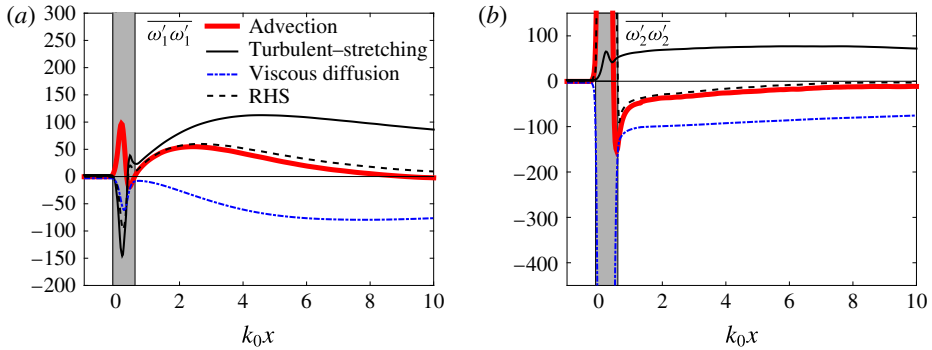 (a)
300
250
200
150
100
50
0
−50
−100
−150
−200
0
2
4
6
8
10
k₀x
ω′₁ω′₁
Advection
Turbulent–stretching
Viscous diffusion
RHS
(b)
100
0
−100
−200
−300
−400
0
2
4
6
8
10
k₀x
ω′₂ω′₂